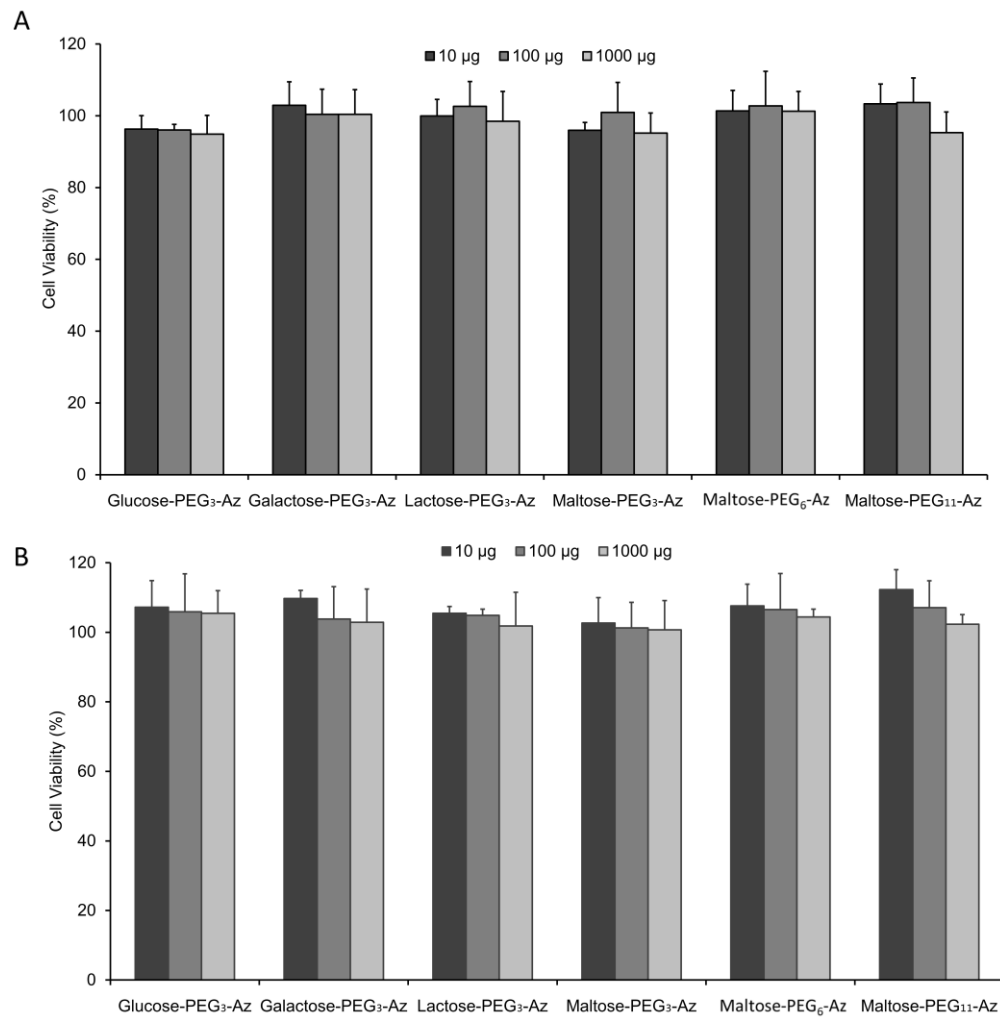 A
120
10 µg 100 µg 1000 µg
100
80
Cell Viability (%)
60
40
20
0
Glucose-PEG₃-Az Galactose-PEG₃-Az Lactose-PEG₃-Az Maltose-PEG₃-Az Maltose-PEG₆-Az Maltose-PEG₁₁-Az
B
120
10 µg 100 µg 1000 µg
100
80
Cell Viability (%)
60
40
20
0
Glucose-PEG₃-Az Galactose-PEG₃-Az Lactose-PEG₃-Az Maltose-PEG₃-Az Maltose-PEG₆-Az Maltose-PEG₁₁-Az